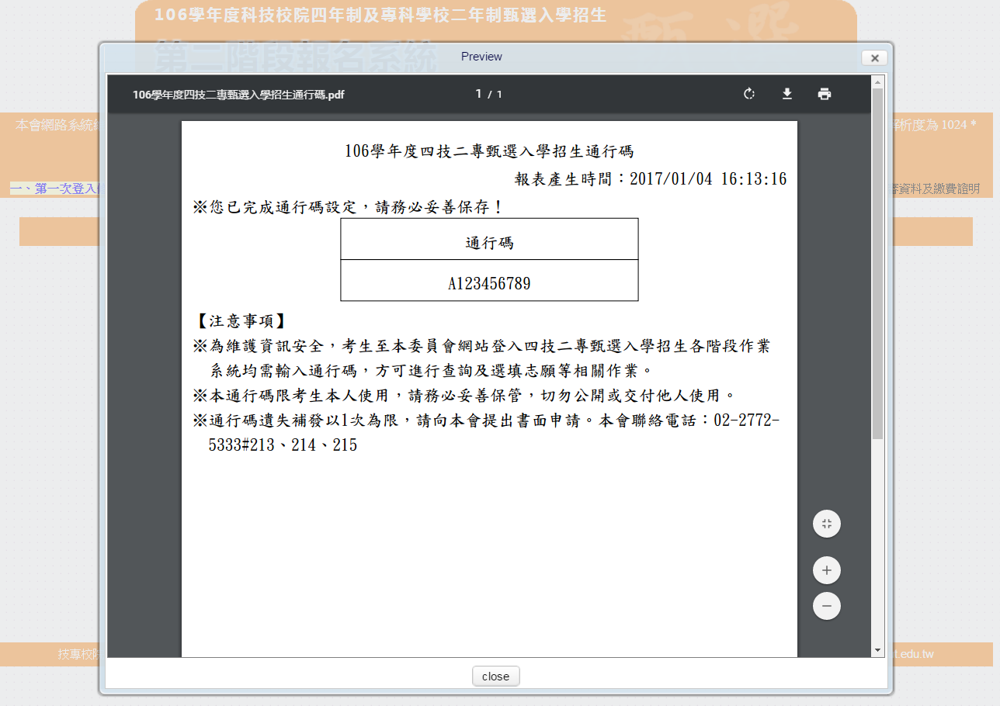 106學年度科技校院四年制及專科學校二年制甄選入學招生
第二階段報名系統
Preview
106學年度四技二專甄選入學招生通行碼.pdf
1 / 1
本會網路系統
解析度為 1024 *
106學年度四技二專甄選入學招生通行碼
報表產生時間：2017/01/04 16:13:16
一、第一次登入
審資料及繳費證明
※您已完成通行碼設定，請務必妥善保存！
通行碼
A123456789
【注意事項】
※為維護資訊安全，考生至本委員會網站登入四技二專甄選入學招生各階段作業
系統均需輸入通行碼，方可進行查詢及選填志願等相關作業。
※本通行碼限考生本人使用，請務必妥善保管，切勿公開或交付他人使用。
※通行碼遺失補發以1次為限，請向本會提出書面申請。本會聯絡電話：02-2772-
5333#213、214、215
技專校院
t.edu.tw
close